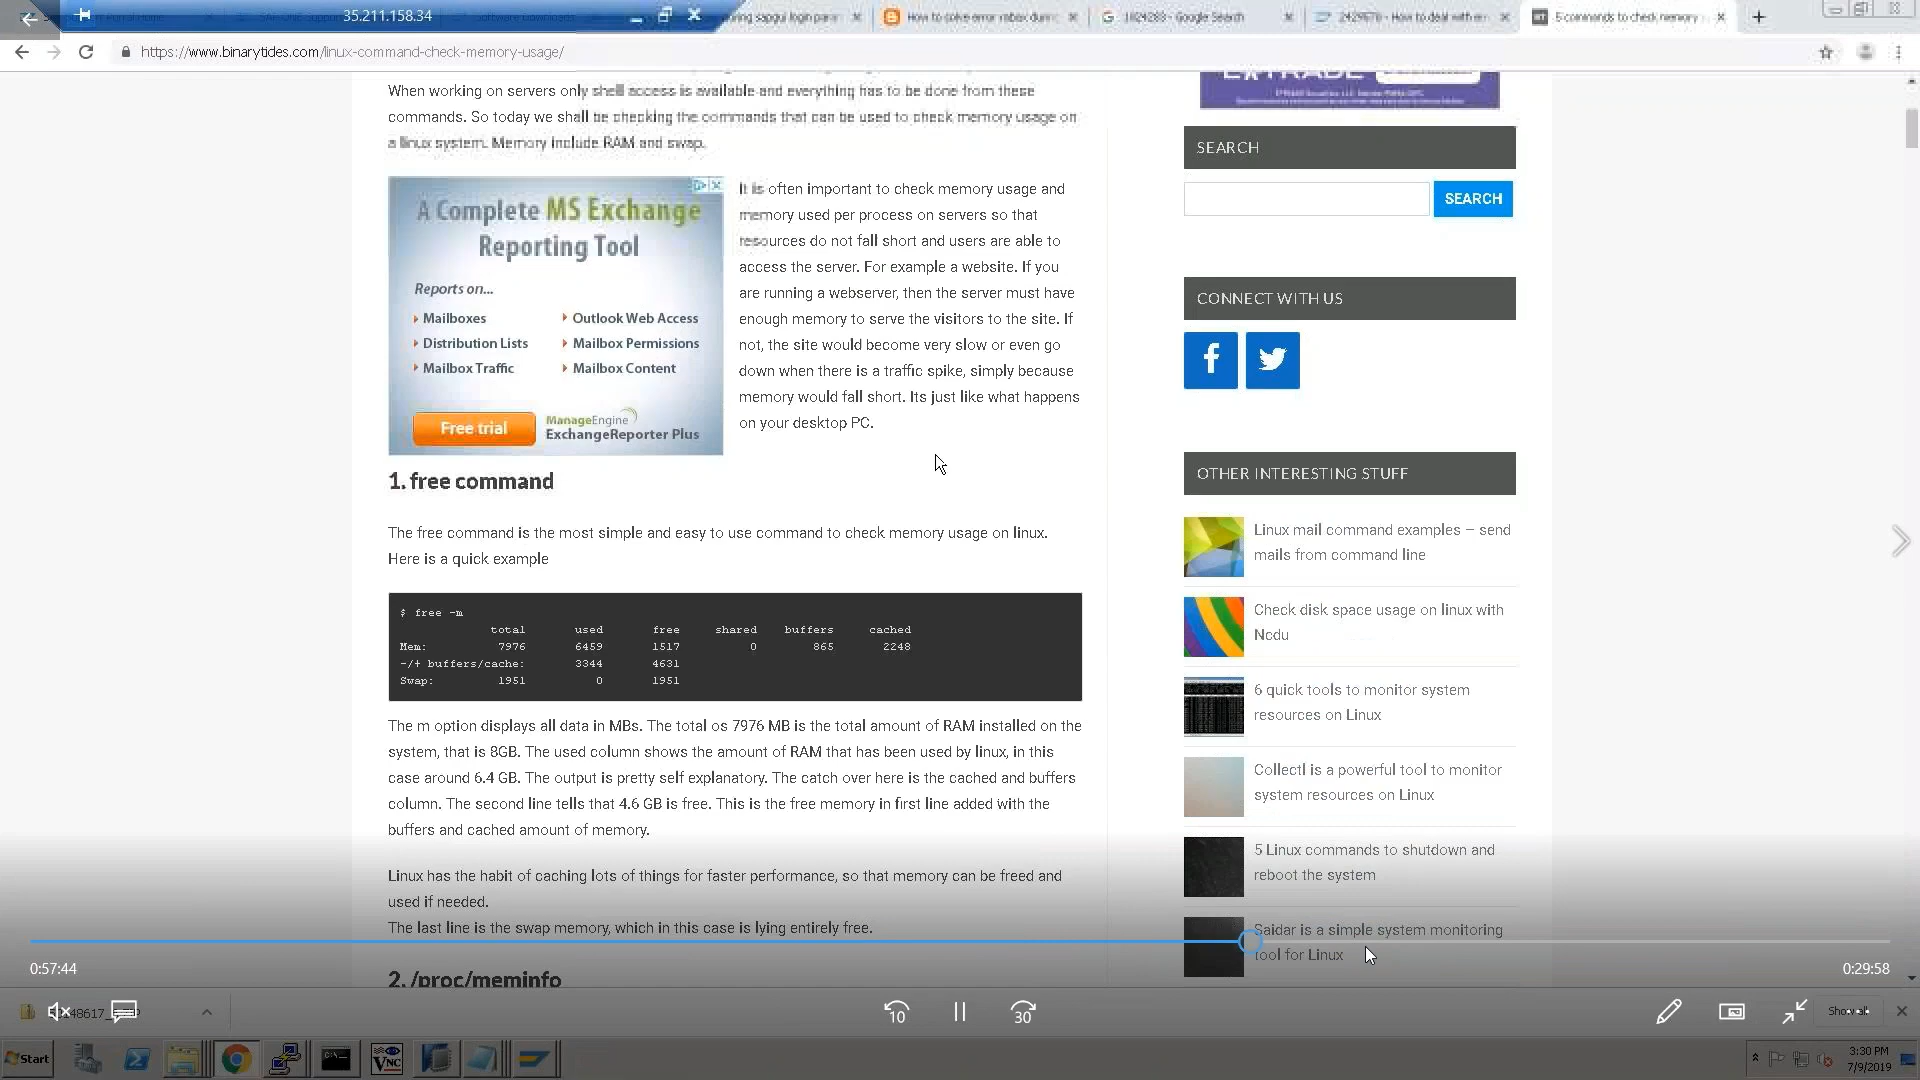 35.211.158.34
Software Downloads
How to solve error
1624283 - Google Search
2429670 - How to deal with
5 commands to check memory
https://www.binarytides.com/linux-command-check-memory-usage/
When working on servers only shell access is available and everything has to be done from these
commands. So today we shall be checking the commands that can be used to check memory usage on
a linux system. Memory include RAM and swap.
A Complete MS Exchange
Reporting Tool
Reports on...
Mailboxes
Outlook Web Access
Distribution Lists
Mailbox Permissions
Mailbox Traffic
Mailbox Content
Free trial
ManageEngine
ExchangeReporter Plus
It is often important to check memory usage and
memory used per process on servers so that
resources do not fall short and users are able to
access the server. For example a website. If you
are running a webserver, then the server must have
enough memory to serve the visitors to the site. If
not, the site would become very slow or even go
down when there is a traffic spike, simply because
memory would fall short. Its just like what happens
on your desktop PC.
1. free command
The free command is the most simple and easy to use command to check memory usage on linux.
Here is a quick example
$ free -m
total used free shared buffers cached
Mem: 7976 6459 1517 0 865 2248
-/+ buffers/cache: 3344 4631
Swap: 1951 0 1951
The m option displays all data in MBs. The total os 7976 MB is the total amount of RAM installed on the
system, that is 8GB. The used column shows the amount of RAM that has been used by linux, in this
case around 6.4 GB. The output is pretty self explanatory. The catch over here is the cached and buffers
column. The second line tells that 4.6 GB is free. This is the free memory in first line added with the
buffers and cached amount of memory.
Linux has the habit of caching lots of things for faster performance, so that memory can be freed and
used if needed.
The last line is the swap memory, which in this case is lying entirely free.
2. /proc/meminfo
E*TRADE
SEARCH
SEARCH
CONNECT WITH US
OTHER INTERESTING STUFF
Linux mail command examples – send
mails from command line
Check disk space usage on linux with
Ncdu
6 quick tools to monitor system
resources on Linux
Collectl is a powerful tool to monitor
system resources on Linux
5 Linux commands to shutdown and
reboot the system
Saidar is a simple system monitoring
tool for Linux
0:57:44
0:29:58
10
30
Show all
Start
VNC
3:30 PM
7/9/2019